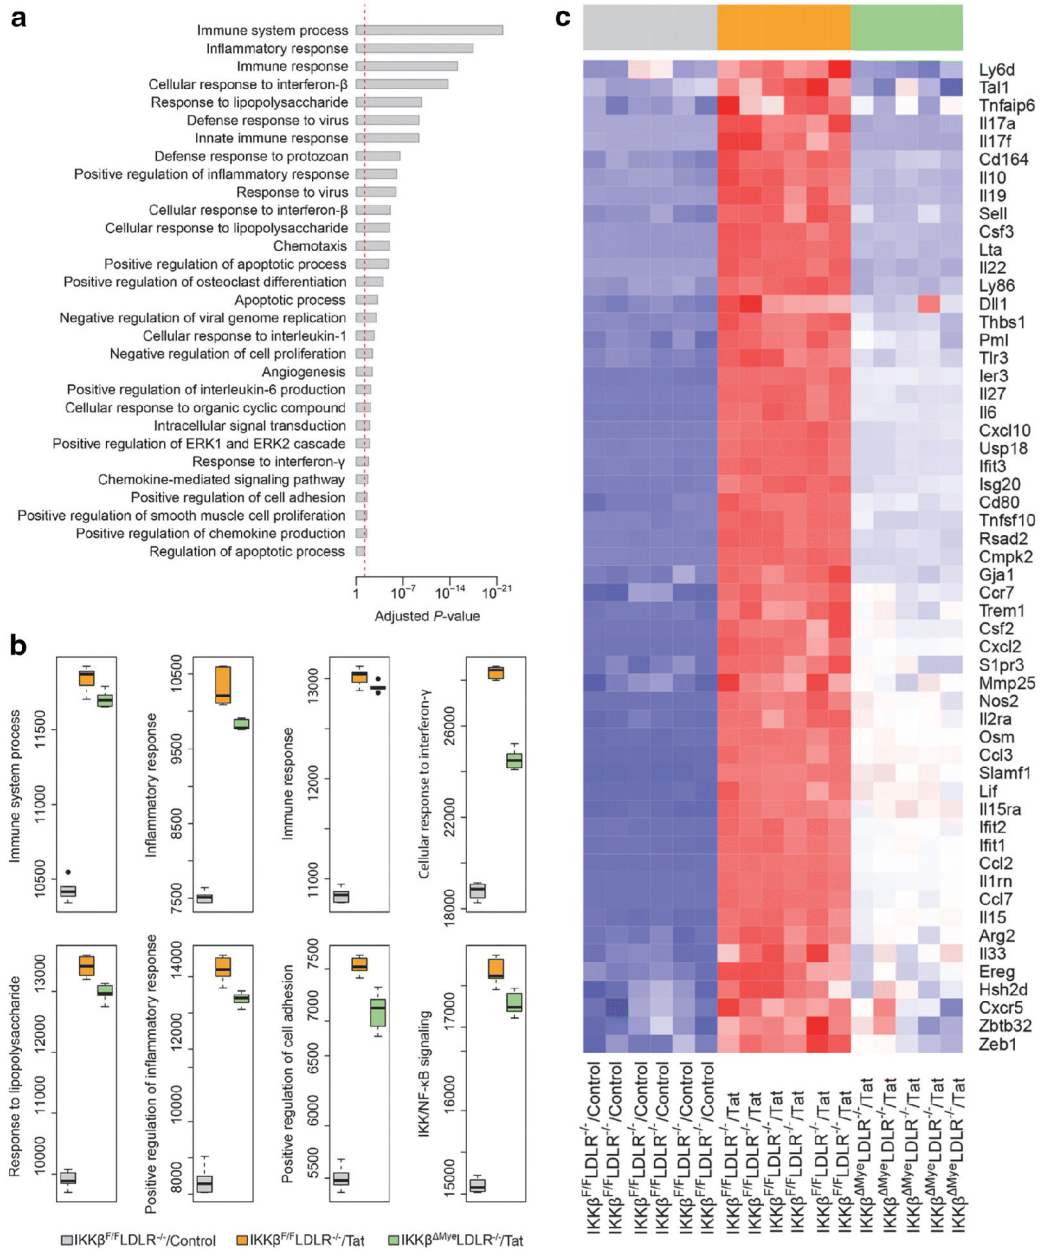 a
Immune system process
Inflammatory response
Immune response
Cellular response to interferon-β
Response to lipopolysaccharide
Defense response to virus
Innate immune response
Defense response to protozoan
Positive regulation of inflammatory response
Response to virus
Cellular response to interferon-β
Cellular response to lipopolysaccharide
Chemotaxis
Positive regulation of apoptotic process
Positive regulation of osteoclast differentiation
Apoptotic process
Negative regulation of viral genome replication
Cellular response to interleukin-1
Negative regulation of cell proliferation
Angiogenesis
Positive regulation of interleukin-6 production
Cellular response to organic cyclic compound
Intracellular signal transduction
Positive regulation of ERK1 and ERK2 cascade
Response to interferon-γ
Chemokine-mediated signaling pathway
Positive regulation of cell adhesion
Positive regulation of smooth muscle cell proliferation
Positive regulation of chemokine production
Regulation of apoptotic process
1 10⁻⁷ 10⁻¹⁴ 10⁻²¹
Adjusted P-value
b
Immune system process
10500 11000 11500
Inflammatory response
7500 8500 9500 10500
Immune response
11000 12000 13000
Cellular response to interferon-γ
18000 22000 26000
Response to lipopolysaccharide
10000 11000 12000 13000
Positive regulation of inflammatory response
8000 10000 12000 14000
Positive regulation of cell adhesion
5500 6000 6500 7000 7500
IKK/NF-κB signaling
15000 16000 17000
IKKβF/FLDLR-/-/Control IKKβF/FLDLR-/-/Tat IKKβΔMyeLDLR-/-/Tat
c
Ly6d
Tal1
Tnfaip6
Il17a
Il17f
Cd164
Il10
Il19
Sell
Csf3
Lta
Il22
Ly86
Dll1
Thbs1
Pml
Tlr3
Ier3
Il27
Il6
Cxcl10
Usp18
Ifit3
Isg20
Cd80
Tnfsf10
Rsad2
Cmpk2
Gja1
Ccr7
Trem1
Csf2
Cxcl2
S1pr3
Mmp25
Nos2
Il2ra
Osm
Ccl3
Slamf1
Lif
Il15ra
Ifit2
Ifit1
Ccl2
Il1rn
Ccl7
Il15
Arg2
Il33
Ereg
Hsh2d
Cxcr5
Zbtb32
Zeb1
IKKβF/FLDLR-/-/Control
IKKβF/FLDLR-/-/Control
IKKβF/FLDLR-/-/Control
IKKβF/FLDLR-/-/Control
IKKβF/FLDLR-/-/Control
IKKβF/FLDLR-/-/Control
IKKβF/FLDLR-/-/Tat
IKKβF/FLDLR-/-/Tat
IKKβF/FLDLR-/-/Tat
IKKβF/FLDLR-/-/Tat
IKKβF/FLDLR-/-/Tat
IKKβF/FLDLR-/-/Tat
IKKβΔMyeLDLR-/-/Tat
IKKβΔMyeLDLR-/-/Tat
IKKβΔMyeLDLR-/-/Tat
IKKβΔMyeLDLR-/-/Tat
IKKβΔMyeLDLR-/-/Tat